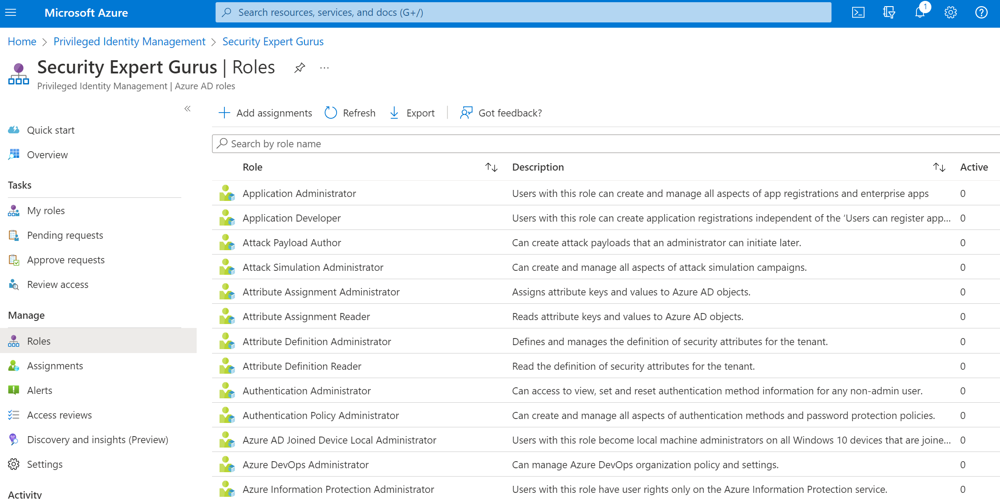 Microsoft Azure
Search resources, services, and docs (G+/)
1
Home > Privileged Identity Management > Security Expert Gurus
Security Expert Gurus | Roles
Privileged Identity Management | Azure AD roles
Quick start
Overview
Tasks
My roles
Pending requests
Approve requests
Review access
Manage
Roles
Assignments
Alerts
Access reviews
Discovery and insights (Preview)
Settings
Activity
Add assignments Refresh Export Got feedback?
Search by role name
Role Description Active
Application Administrator Users with this role can create and manage all aspects of app registrations and enterprise apps 0
Application Developer Users with this role can create application registrations independent of the ‘Users can register app... 0
Attack Payload Author Can create attack payloads that an administrator can initiate later. 0
Attack Simulation Administrator Can create and manage all aspects of attack simulation campaigns. 0
Attribute Assignment Administrator Assigns attribute keys and values to Azure AD objects. 0
Attribute Assignment Reader Reads attribute keys and values to Azure AD objects. 0
Attribute Definition Administrator Defines and manages the definition of security attributes for the tenant. 0
Attribute Definition Reader Read the definition of security attributes for the tenant. 0
Authentication Administrator Can access to view, set and reset authentication method information for any non-admin user. 0
Authentication Policy Administrator Can create and manage all aspects of authentication methods and password protection policies. 0
Azure AD Joined Device Local Administrator Users with this role become local machine administrators on all Windows 10 devices that are joine... 0
Azure DevOps Administrator Can manage Azure DevOps organization policy and settings. 0
Azure Information Protection Administrator Users with this role have user rights only on the Azure Information Protection service. 0